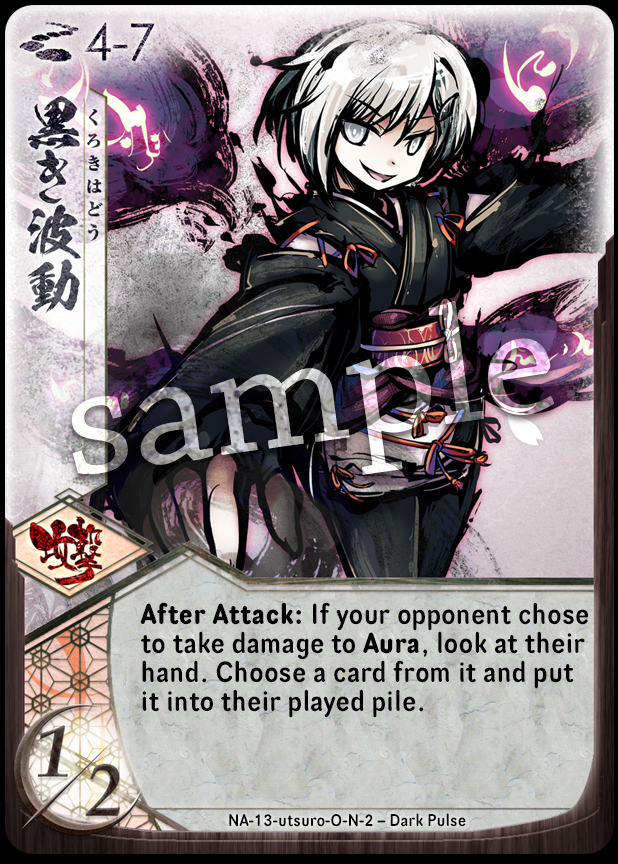 4-7
黒き波動
くろきはどう
sample
攻撃
After Attack: If your opponent chose
to take damage to Aura, look at their
hand. Choose a card from it and put
it into their played pile.
1/2
NA-13-utsuro-O-N-2 – Dark Pulse